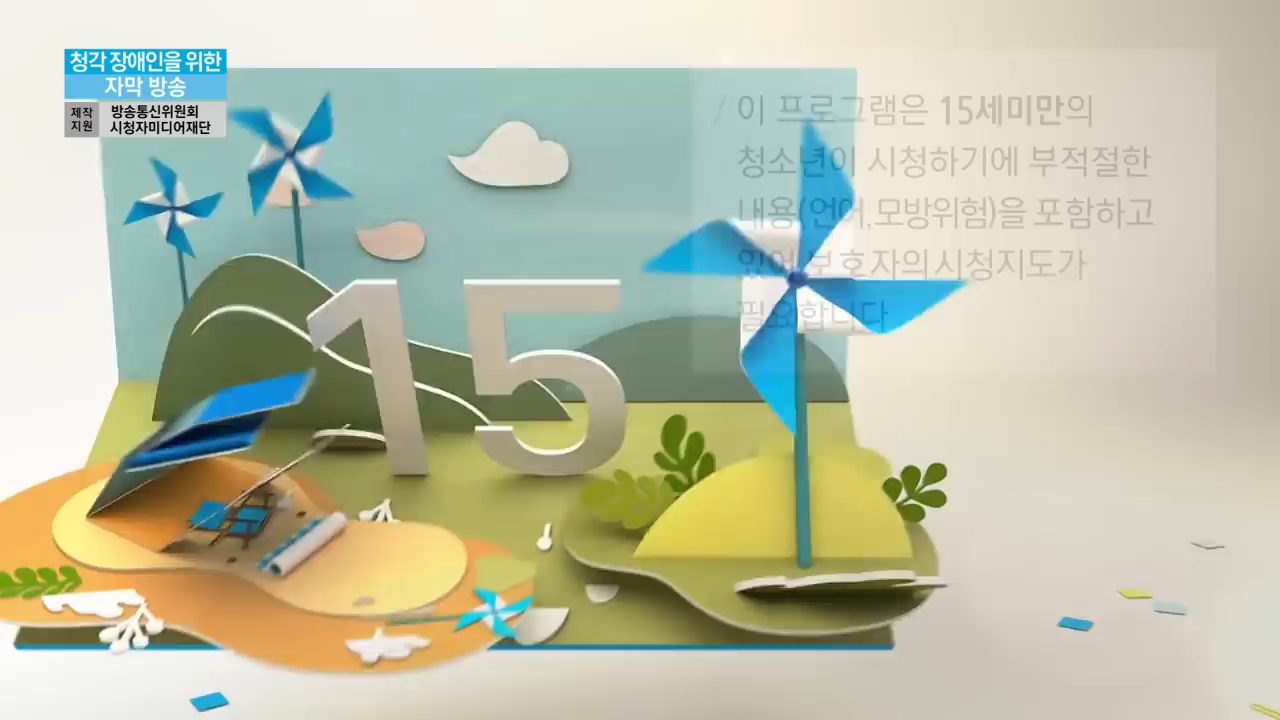 청각 장애인을 위한
자막 방송
제작
지원
방송통신위원회
시청자미디어재단
15
이 프로그램은 15세미만의
청소년이 시청하기에 부적절한
내용(언어,모방위험)을 포함하고
있어 보호자의시청지도가
필요합니다